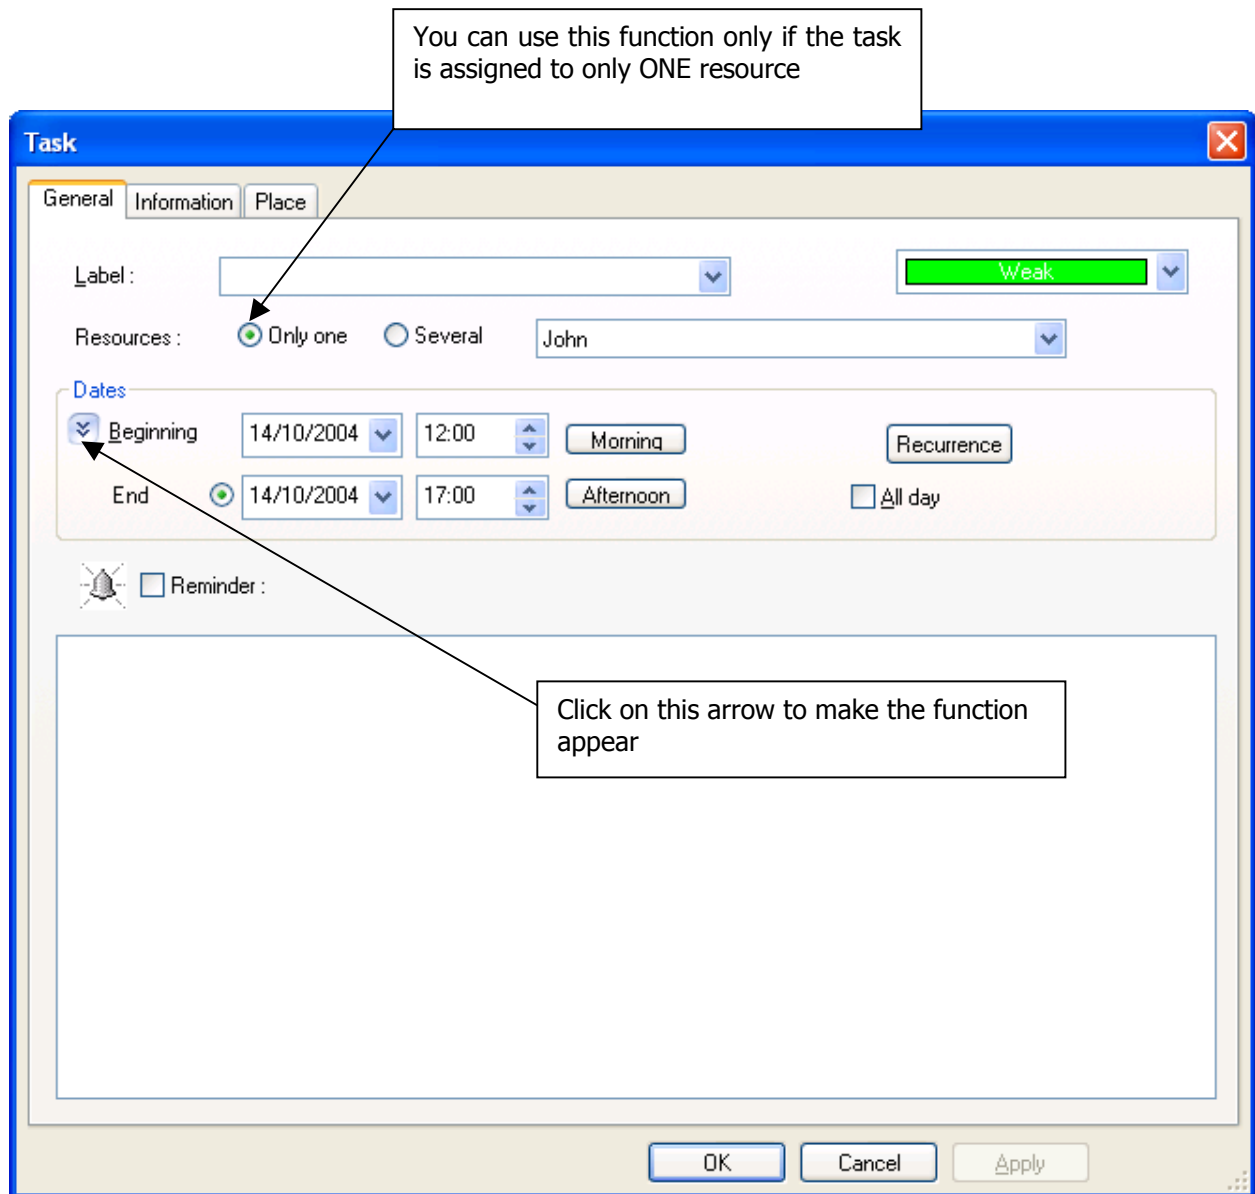 You can use this function only if the task
is assigned to only ONE resource
Task
General Information Place
Label : Weak
Resources : Only one Several John
Dates
Beginning 14/10/2004 12:00 Morning Recurrence
End 14/10/2004 17:00 Afternoon All day
Reminder :
Click on this arrow to make the function
appear
OK Cancel Apply